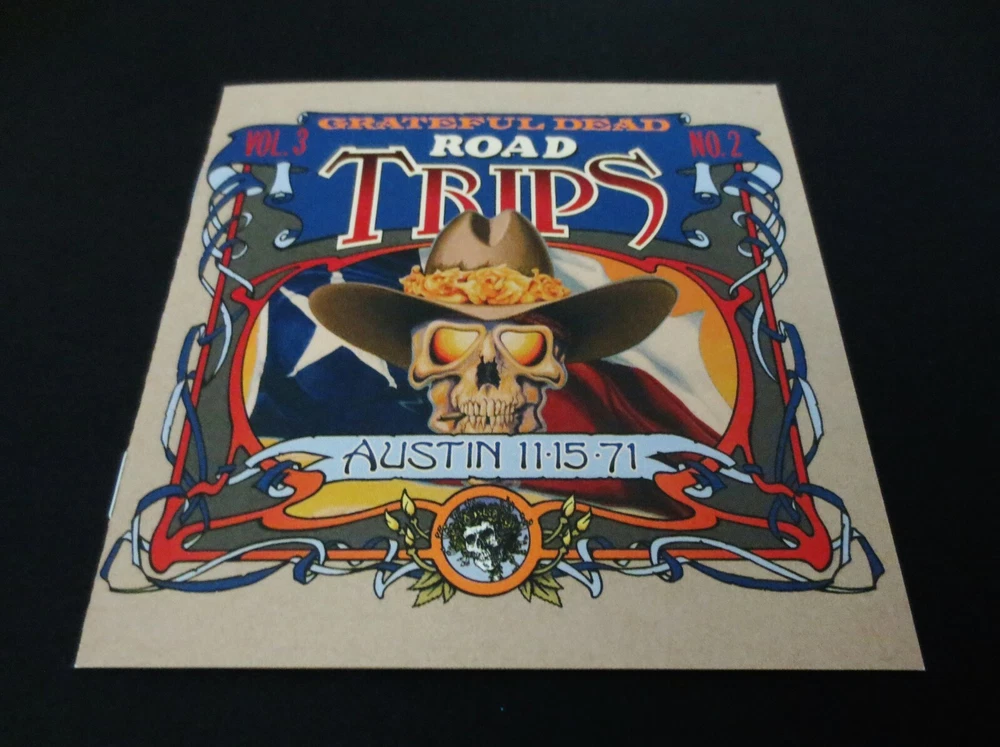 GRATEFUL DEAD
VOL. 3 ROAD NO. 2
TRIPS
AUSTIN 11·15·71